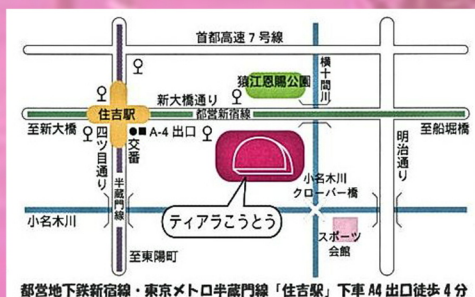 首都高速7号線
猿江恩賜公園
横十間川
新大橋通り
住吉駅
都営新宿線
至新大橋
至船堀橋
A-4 出口
交番
四ツ目通り
明治通り
半蔵門線
小名木川
クローバー橋
小名木川
ティアラこうとう
スポーツ
会館
至東陽町
都営地下鉄新宿線・東京メトロ半蔵門線「住吉駅」下車 A4 出口徒歩 4 分